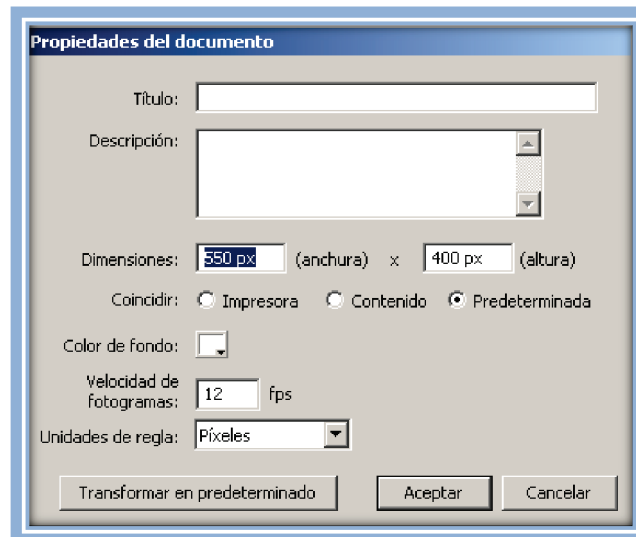 Propiedades del documento
Título:
Descripción:
Dimensiones: 550 px (anchura) x 400 px (altura)
Coincidir: Impresora Contenido Predeterminada
Color de fondo:
Velocidad de
fotogramas: 12 fps
Unidades de regla: Píxeles
Transformar en predeterminado Aceptar Cancelar